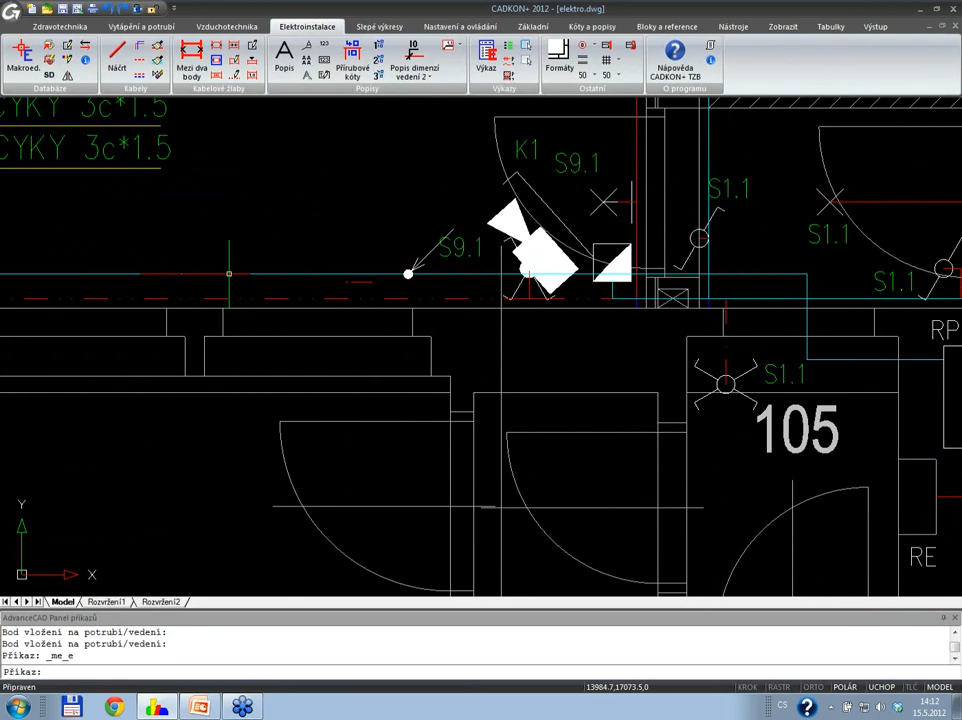 CADKON+ 2012 - [elektro.dwg]
Zdravotechnika
Vytápění a potrubí
Vzduchotechnika
Elektroinstalace
Slepé výkresy
Nastavení a ovládání
Základní
Kóty a popisy
Bloky a reference
Nástroje
Zobrazit
Tabulky
Výstup
Makroed.
SD
Náčrt
Mezi dva
body
Popis
Přírubové
kóty
Popis dimenzí
vedení 2
Výkaz
Formáty
50
50
Nápověda
CADKON+ TZB
Databáze
Kabely
Kabelové žlaby
Popisy
Výkazy
Ostatní
O programu
CYKY 3c*1.5
CYKY 3c*1.5
K1
S9.1
S1.1
S9.1
S1.1
S1.1
RP
S1.1
105
RE
Y
X
Model
Rozvržení1
Rozvržení2
AdvanceCAD Panel příkazů
Bod vložení na potrubí/vedení:
Bod vložení na potrubí/vedení:
Příkaz: _me_e
Příkaz:
Připraven
13984.7,17073.5,0
KROK
RASTR
ORTO
POLÁR
UCHOP
TLČ
MODEL
CS
14:12
15.5.2012